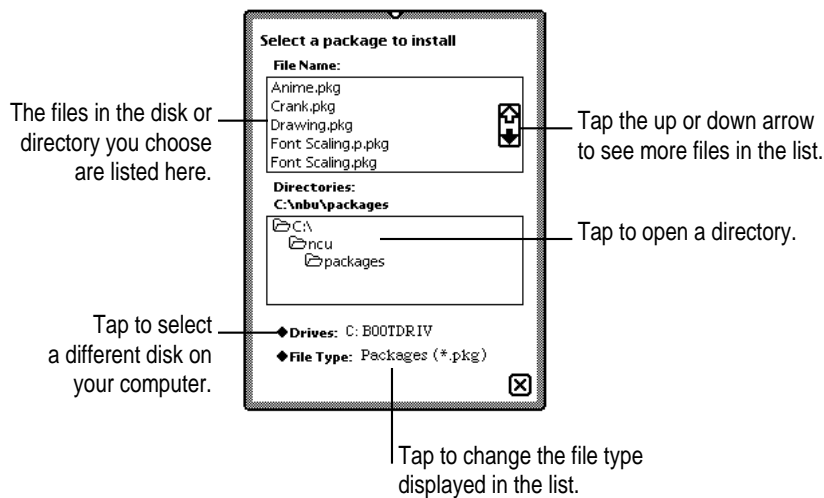 Select a package to install
File Name:
Anime.pkg
Crank.pkg
Drawing.pkg
Font Scaling.p.pkg
Font Scaling.pkg
The files in the disk or
directory you choose
are listed here.
Tap the up or down arrow
to see more files in the list.
Directories:
C:\nbu\packages
C:\
ncu
packages
Tap to open a directory.
Tap to select
a different disk on
your computer.
Drives: C:BOOTDRIV
File Type: Packages (*.pkg)
Tap to change the file type
displayed in the list.